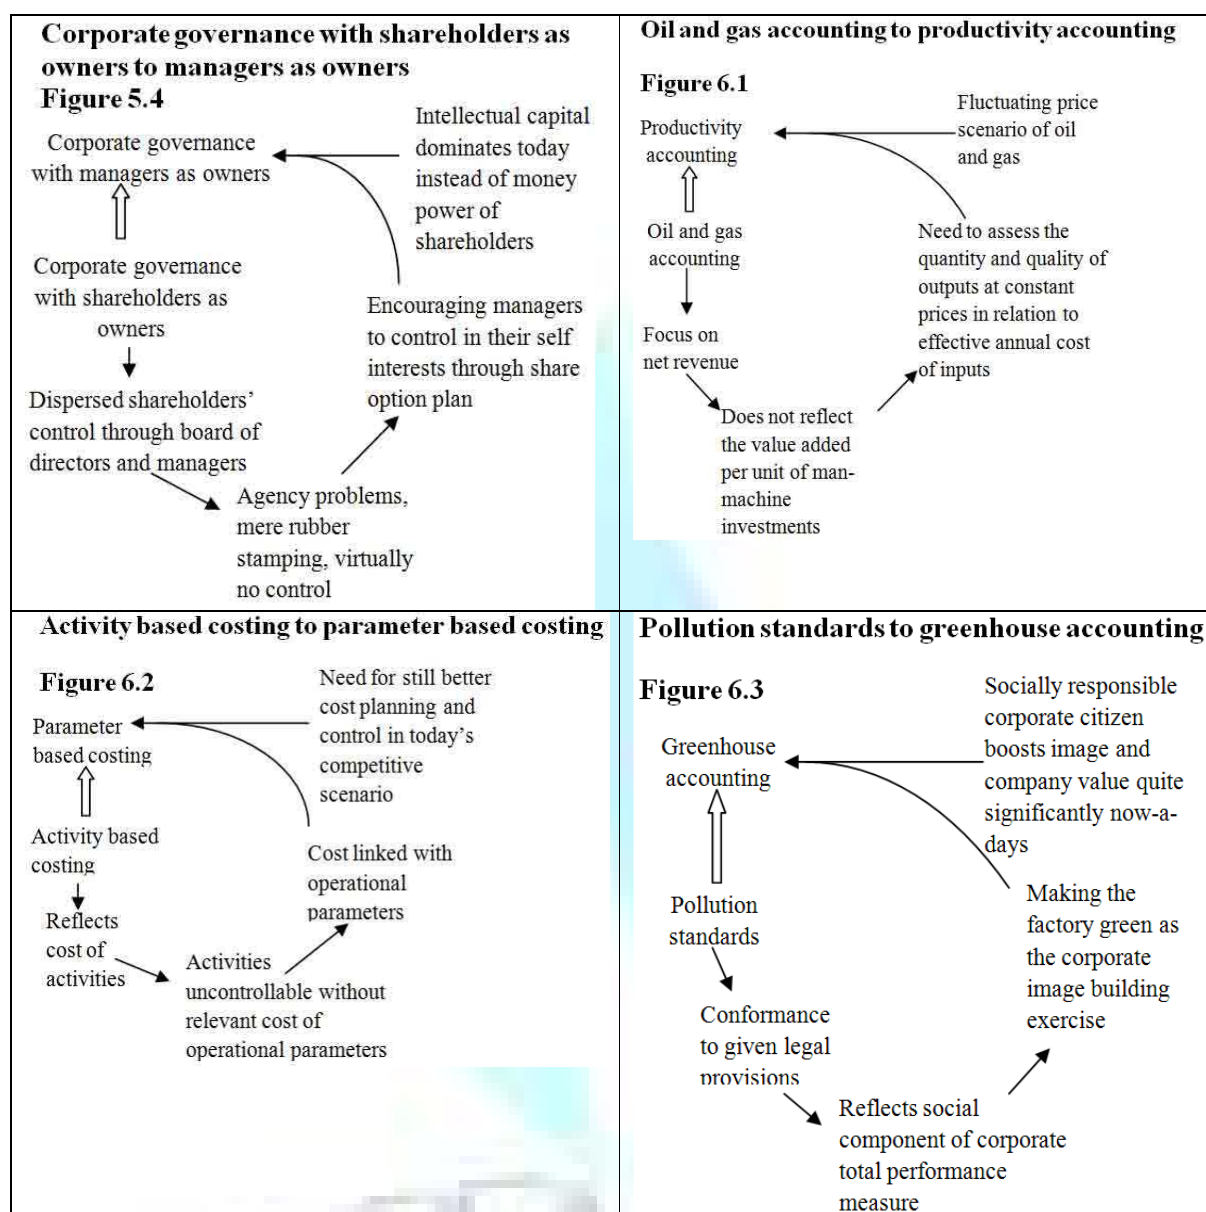 Corporate governance with shareholders as
owners to managers as owners
Figure 5.4
Intellectual capital
dominates today
instead of money
power of
shareholders
Corporate governance
with managers as owners
Corporate governance
with shareholders as
owners
Encouraging managers
to control in their self
interests through share
option plan
Dispersed shareholders’
control through board of
directors and managers
Agency problems,
mere rubber
stamping, virtually
no control
Oil and gas accounting to productivity accounting
Figure 6.1
Fluctuating price
scenario of oil
and gas
Productivity
accounting
Oil and gas
accounting
Need to assess the
quantity and quality of
outputs at constant
prices in relation to
effective annual cost
of inputs
Focus on
net revenue
Does not reflect
the value added
per unit of man-
machine
investments
Activity based costing to parameter based costing
Figure 6.2
Need for still better
cost planning and
control in today’s
competitive
scenario
Parameter
based costing
Activity based
costing
Cost linked with
operational
parameters
Reflects
cost of
activities
Activities
uncontrollable without
relevant cost of
operational parameters
Pollution standards to greenhouse accounting
Figure 6.3
Socially responsible
corporate citizen
boosts image and
company value quite
significantly now-a-
days
Greenhouse
accounting
Pollution
standards
Making the
factory green as
the corporate
image building
exercise
Conformance
to given legal
provisions
Reflects social
component of corporate
total performance
measure